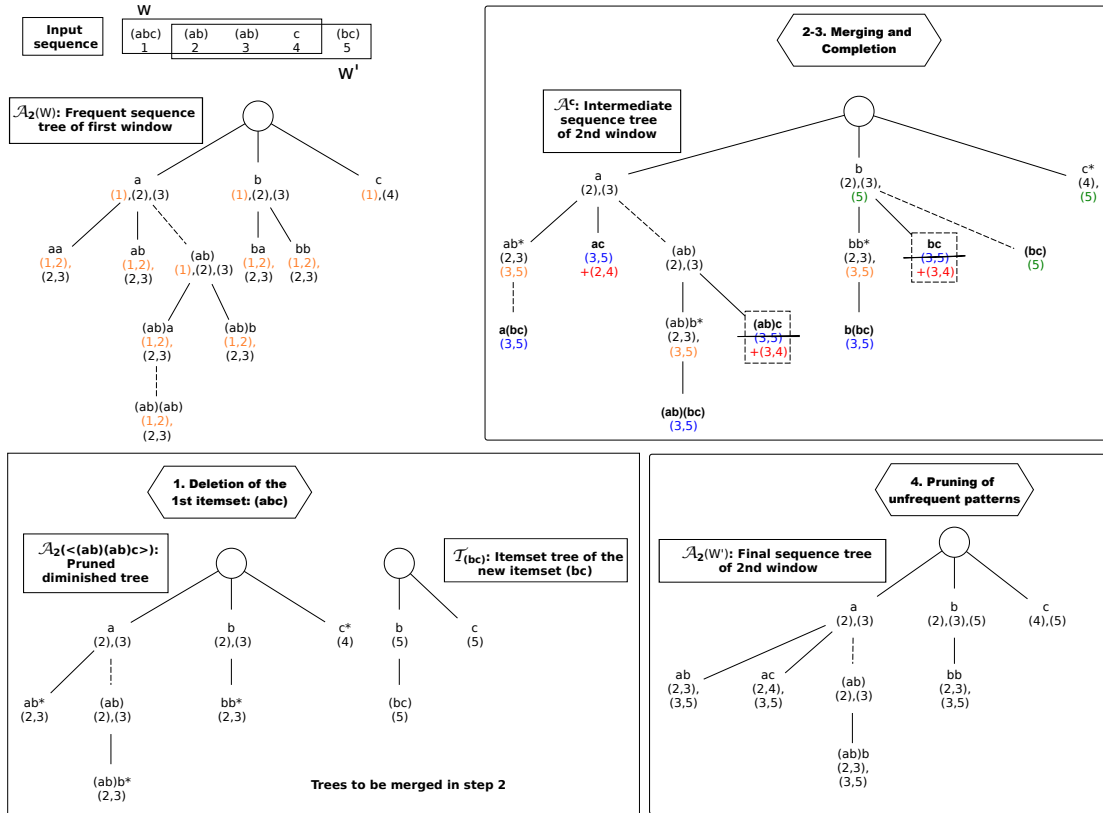 W
Input
sequence
(abc) (ab) (ab) c (bc)
1 2 3 4 5
W'
𝒜₂(W): Frequent sequence
tree of first window
a b c
(1),(2),(3) (1),(2),(3) (1),(4)
aa ab (ab) ba bb
(1,2), (1,2), (1),(2),(3) (1,2), (1,2),
(2,3) (2,3) (2,3) (2,3)
(ab)a (ab)b
(1,2), (1,2),
(2,3) (2,3)
(ab)(ab)
(1,2),
(2,3)
2-3. Merging and
Completion
𝒜ᶜ: Intermediate
sequence tree
of 2nd window
a b c*
(2),(3) (2),(3), (4),
(5) (5)
ab* ac (ab) bb* bc (bc)
(2,3) (3,5) (2),(3) (2,3), (3,5) (5)
(3,5) +(2,4) (3,5) +(3,4)
a(bc) (ab)b* (ab)c b(bc)
(3,5) (2,3), (3,5) (3,5)
(3,5) +(3,4)
(ab)(bc)
(3,5)
1. Deletion of the
1st itemset: (abc)
𝒜₂(<(ab)(ab)c>):
Pruned
diminished tree
𝒯(bc): Itemset tree of the
new itemset (bc)
a b c* b c
(2),(3) (2),(3) (4) (5) (5)
ab* (ab) bb* (bc)
(2,3) (2),(3) (2,3) (5)
(ab)b*
(2,3)
Trees to be merged in step 2
4. Pruning of
unfrequent patterns
𝒜₂(W'): Final sequence tree
of 2nd window
a b c
(2),(3) (2),(3),(5) (4),(5)
ab ac (ab) bb
(2,3), (2,4), (2),(3) (2,3),
(3,5) (3,5) (3,5)
(ab)b
(2,3),
(3,5)